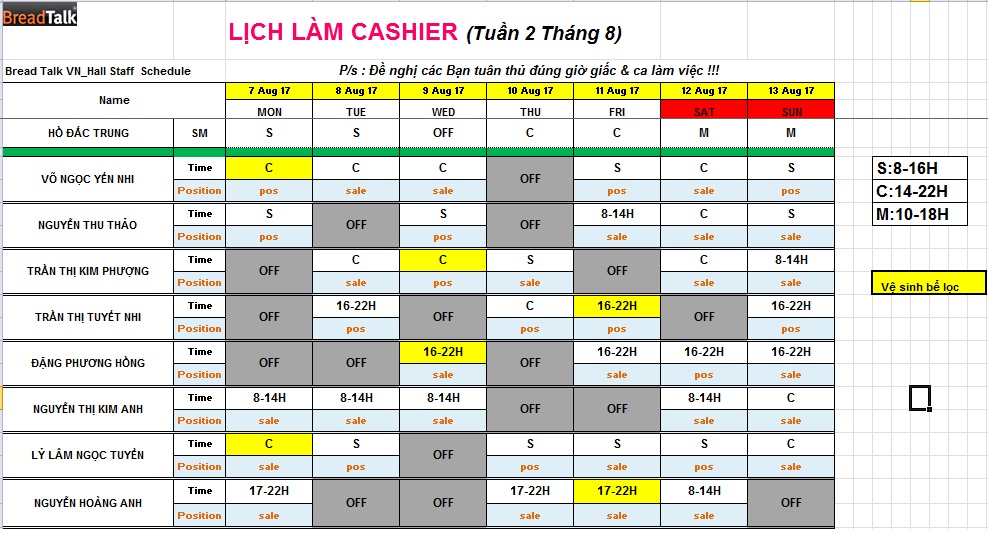 BreadTalk
LỊCH LÀM CASHIER (Tuần 2 Tháng 8)
Bread Talk VN_Hall Staff Schedule P/s : Đề nghị các Bạn tuân thủ đúng giờ giấc & ca làm việc !!!
Name 7 Aug 17 8 Aug 17 9 Aug 17 10 Aug 17 11 Aug 17 12 Aug 17 13 Aug 17
MON TUE WED THU FRI SAT SUN
HỒ ĐẮC TRUNG SM S S OFF C C M M
VÕ NGỌC YẾN NHI Time C C C OFF S C S
Position pos sale sale pos sale pos
NGUYỄN THU THẢO Time S OFF S OFF 8-14H C S
Position pos pos sale sale sale
TRẦN THỊ KIM PHƯỢNG Time OFF C C S OFF C 8-14H
Position sale pos sale sale sale
TRẦN THỊ TUYẾT NHI Time OFF 16-22H OFF C 16-22H OFF 16-22H
Position pos pos pos pos
ĐẶNG PHƯƠNG HỒNG Time OFF OFF 16-22H OFF 16-22H 16-22H 16-22H
Position sale sale pos sale
NGUYỄN THỊ KIM ANH Time 8-14H 8-14H 8-14H OFF OFF 8-14H C
Position sale sale sale sale sale
LÝ LÂM NGỌC TUYỀN Time C S OFF S S S C
Position sale pos sale sale pos sale
NGUYỄN HOÀNG ANH Time 17-22H OFF OFF 17-22H 17-22H 8-14H OFF
Position sale sale sale sale
S:8-16H
C:14-22H
M:10-18H
Vệ sinh bể lọc